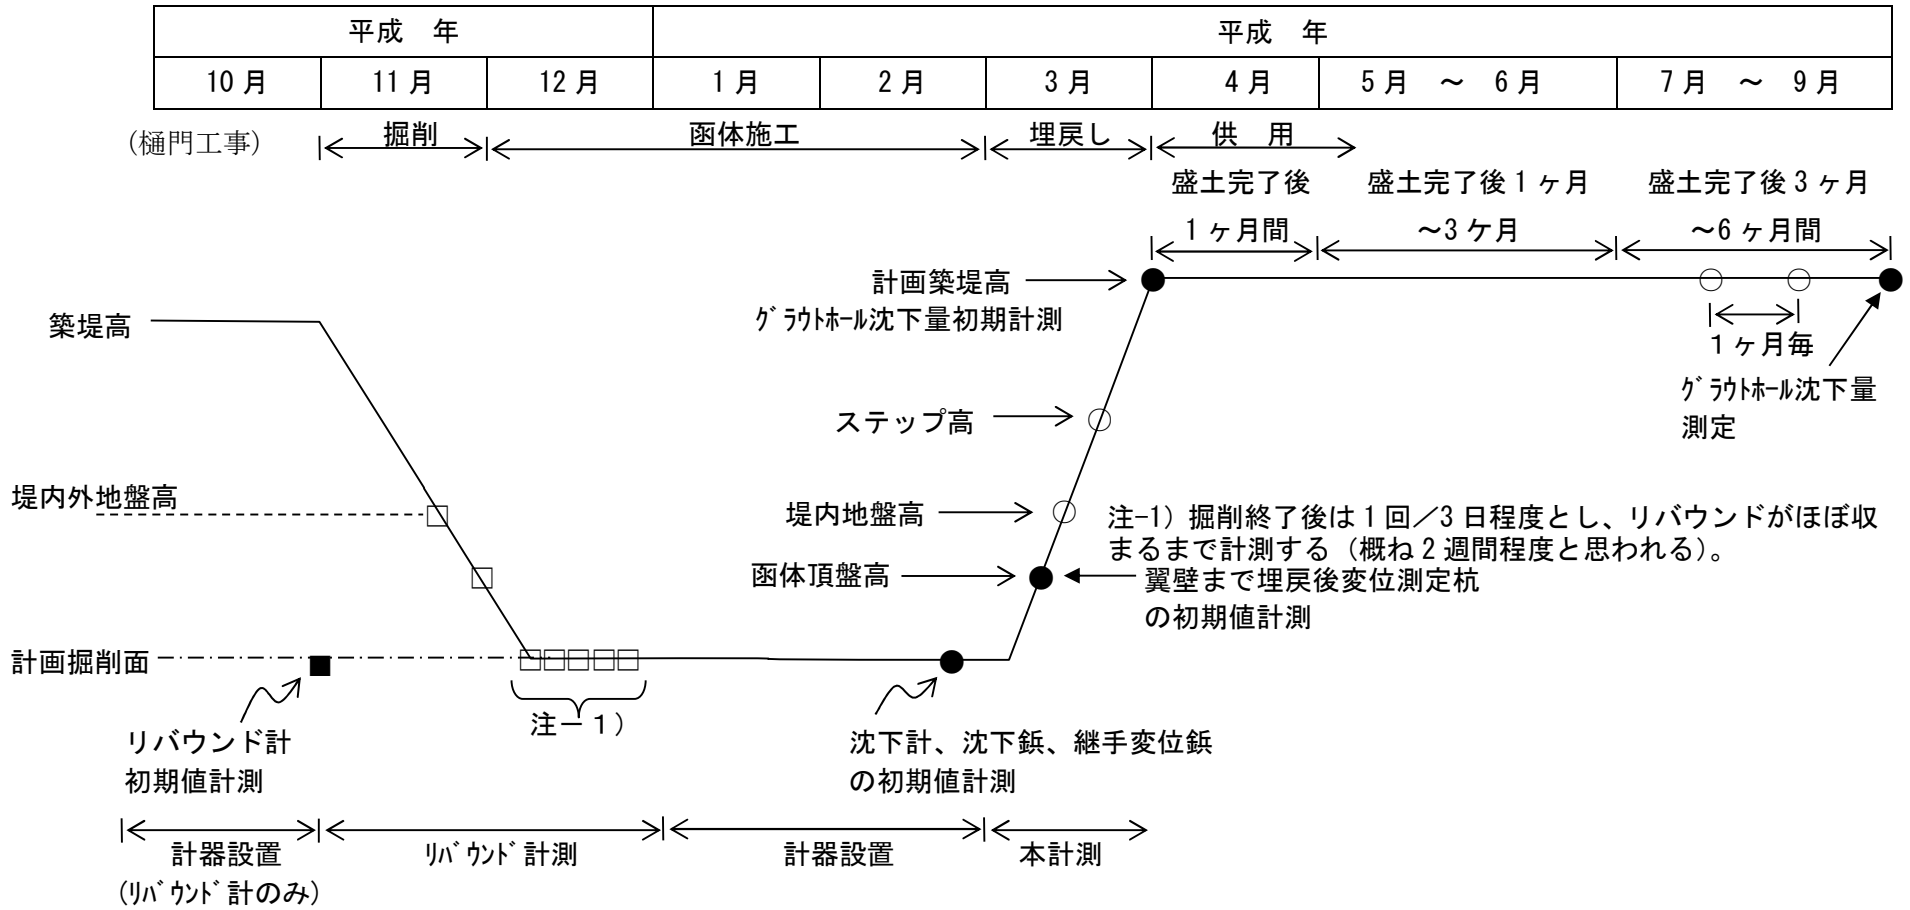 平成　年
平成　年
10月
11月
12月
1月
2月
3月
4月
5月　～　6月
7月　～　9月
(樋門工事)
掘削
函体施工
埋戻し
供　用
盛土完了後
1ヶ月間
盛土完了後1ヶ月
～3ケ月
盛土完了後3ヶ月
～6ヶ月間
計画築堤高
ｸﾞﾗｳﾄﾎｰﾙ沈下量初期計測
築堤高
1ヶ月毎
ｸﾞﾗｳﾄﾎｰﾙ沈下量
測定
ステップ高
堤内外地盤高
堤内地盤高
注-1) 掘削終了後は1回／3日程度とし、リバウンドがほぼ収
まるまで計測する（概ね2週間程度と思われる）。
函体頂盤高
翼壁まで埋戻後変位測定杭
の初期値計測
計画掘削面
注－１）
リバウンド計
初期値計測
沈下計、沈下鋲、継手変位鋲
の初期値計測
計器設置
(ﾘﾊﾞｳﾝﾄﾞ計のみ)
ﾘﾊﾞｳﾝﾄﾞ計測
計器設置
本計測